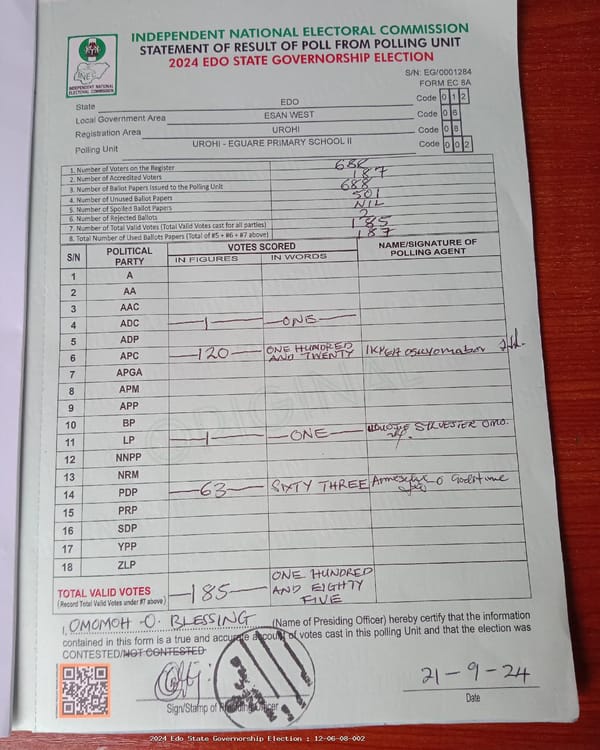 INDEPENDENT NATIONAL ELECTORAL COMMISSION
STATEMENT OF RESULT OF POLL FROM POLLING UNIT
2024 EDO STATE GOVERNORSHIP ELECTION
INEC
INDEPENDENT NATIONAL ELECTORAL COMMISSION
S/N: EG/0001284
FORM EC 8A
State EDO Code 0 1 2
Local Government Area ESAN WEST Code 0 6
Registration Area UROHI Code 0 8
Polling Unit UROHI - EGUARE PRIMARY SCHOOL II Code 0 0 2
1. Number of Voters on the Register 688
2. Number of Accredited Voters 187
3. Number of Ballot Papers Issued to the Polling Unit 688
4. Number of Unused Ballot Papers 501
5. Number of Spoiled Ballot Papers NIL
6. Number of Rejected Ballots 2
7. Number of Total Valid Votes (Total Valid Votes cast for all parties) 185
8. Total Number of Used Ballots Papers (Total of #5 + #6 + #7 above) 187
S/N POLITICAL PARTY VOTES SCORED NAME/SIGNATURE OF POLLING AGENT
IN FIGURES IN WORDS
1 A
2 AA
3 AAC
4 ADC 1 ONE
5 ADP
6 APC 120 ONE HUNDRED AND TWENTY
7 APGA
8 APM
9 APP
10 BP
11 LP 1 ONE SILVESTER OMO.
12 NNPP
13 NRM
14 PDP 63 SIXTY THREE O Godstime
15 PRP
16 SDP
17 YPP
18 ZLP
TOTAL VALID VOTES 185 ONE HUNDRED AND EIGHTY FIVE
(Record Total Valid Votes under #7 above)
ORIGINAL
I, OMOMOH -O. BLESSING (Name of Presiding Officer) hereby certify that the information
contained in this form is a true and accurate account of votes cast in this polling Unit and that the election was
CONTESTED/NOT CONTESTED
21-9-24
Sign/Stamp of Presiding Officer Date
2024 Edo State Governorship Election : 12-06-08-002